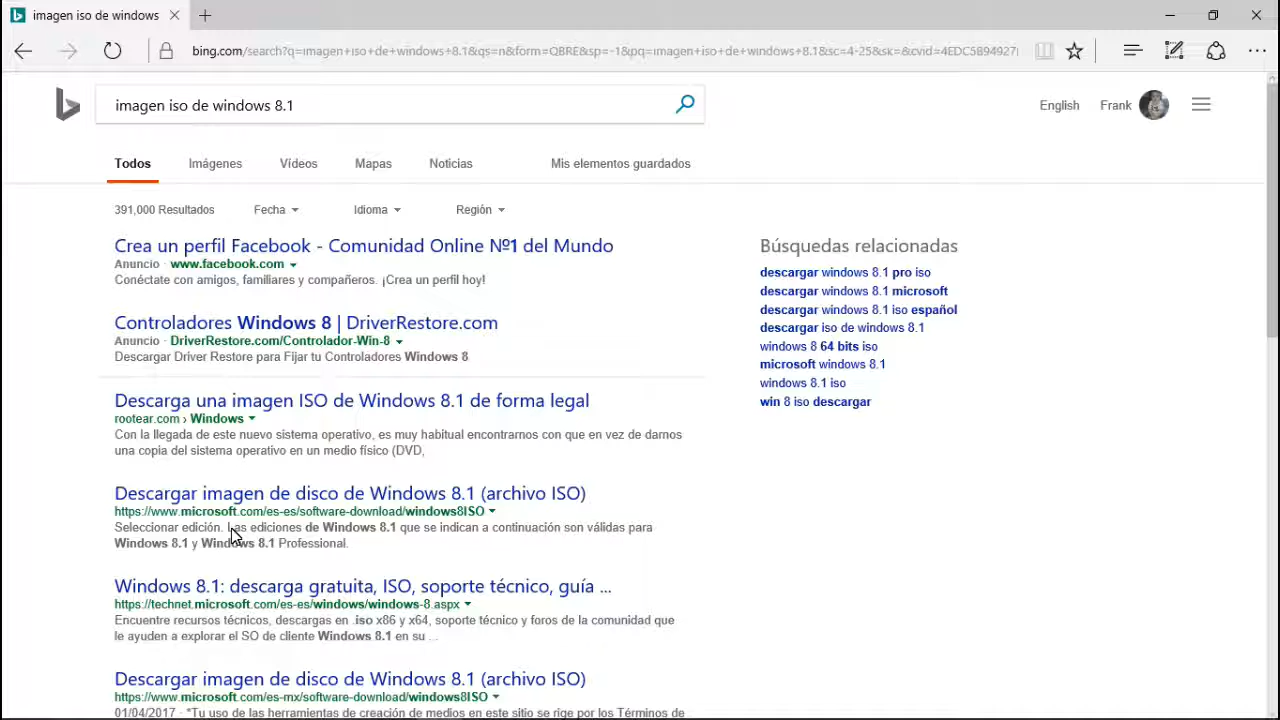 imagen iso de windows 8.1
bing.com/search?q=imagen+iso+de+windows+8.1&qs=n&form=QBRE&sp=-1&pq=imagen+iso+de+windows+8.1&sc=4-25&sk=&cvid=4EDC5B94927
imagen iso de windows 8.1
English Frank
Todos Imágenes Vídeos Mapas Noticias Mis elementos guardados
391,000 Resultados Fecha Idioma Región
Crea un perfil Facebook - Comunidad Online Nº1 del Mundo
Anuncio · www.facebook.com
Conéctate con amigos, familiares y compañeros. ¡Crea un perfil hoy!
Controladores Windows 8 | DriverRestore.com
Anuncio · DriverRestore.com/Controlador-Win-8
Descargar Driver Restore para Fijar tu Controladores Windows 8
Descarga una imagen ISO de Windows 8.1 de forma legal
rootear.com › Windows
Con la llegada de este nuevo sistema operativo, es muy habitual encontrarnos con que en vez de darnos
una copia del sistema operativo en un medio físico (DVD,
Descargar imagen de disco de Windows 8.1 (archivo ISO)
https://www.microsoft.com/es-es/software-download/windows8ISO
Seleccionar edición. Las ediciones de Windows 8.1 que se indican a continuación son válidas para
Windows 8.1 y Windows 8.1 Professional.
Windows 8.1: descarga gratuita, ISO, soporte técnico, guía ...
https://technet.microsoft.com/es-es/windows/windows-8.aspx
Encuentre recursos técnicos, descargas en .iso x86 y x64, soporte técnico y foros de la comunidad que
le ayuden a explorar el SO de cliente Windows 8.1 en su ...
Descargar imagen de disco de Windows 8.1 (archivo ISO)
https://www.microsoft.com/es-mx/software-download/windows8ISO
01/04/2017 · *Tu uso de las herramientas de creación de medios en este sitio se rige por los Términos de
Búsquedas relacionadas
descargar windows 8.1 pro iso
descargar windows 8.1 microsoft
descargar windows 8.1 iso español
descargar iso de windows 8.1
windows 8 64 bits iso
microsoft windows 8.1
windows 8.1 iso
win 8 iso descargar